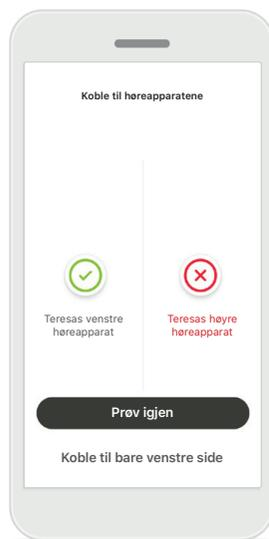 Koble til høreapparatene
Teresas venstre
høreapparat
Teresas høyre
høreapparat
Prøv igjen
Koble til bare venstre side